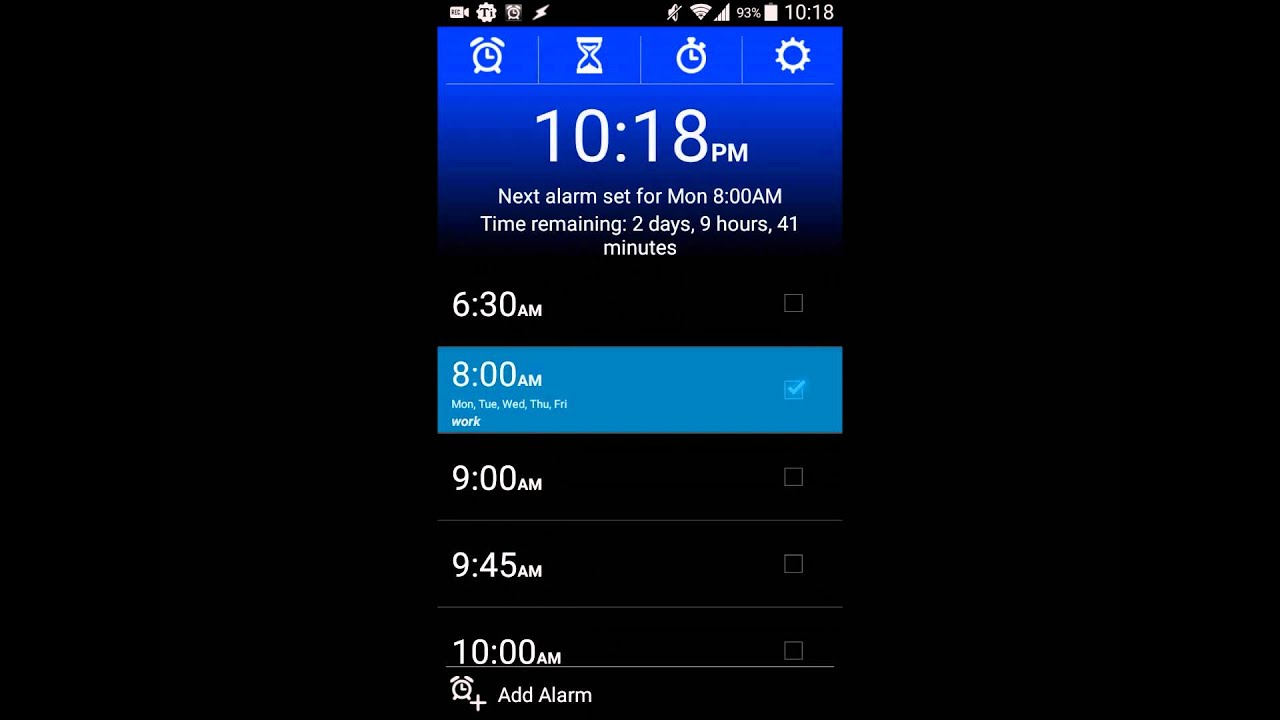 REC Ti 93% 10:18
10:18PM
Next alarm set for Mon 8:00AM
Time remaining: 2 days, 9 hours, 41
minutes
6:30AM
8:00AM
Mon, Tue, Wed, Thu, Fri
work
9:00AM
9:45AM
10:00AM
Add Alarm